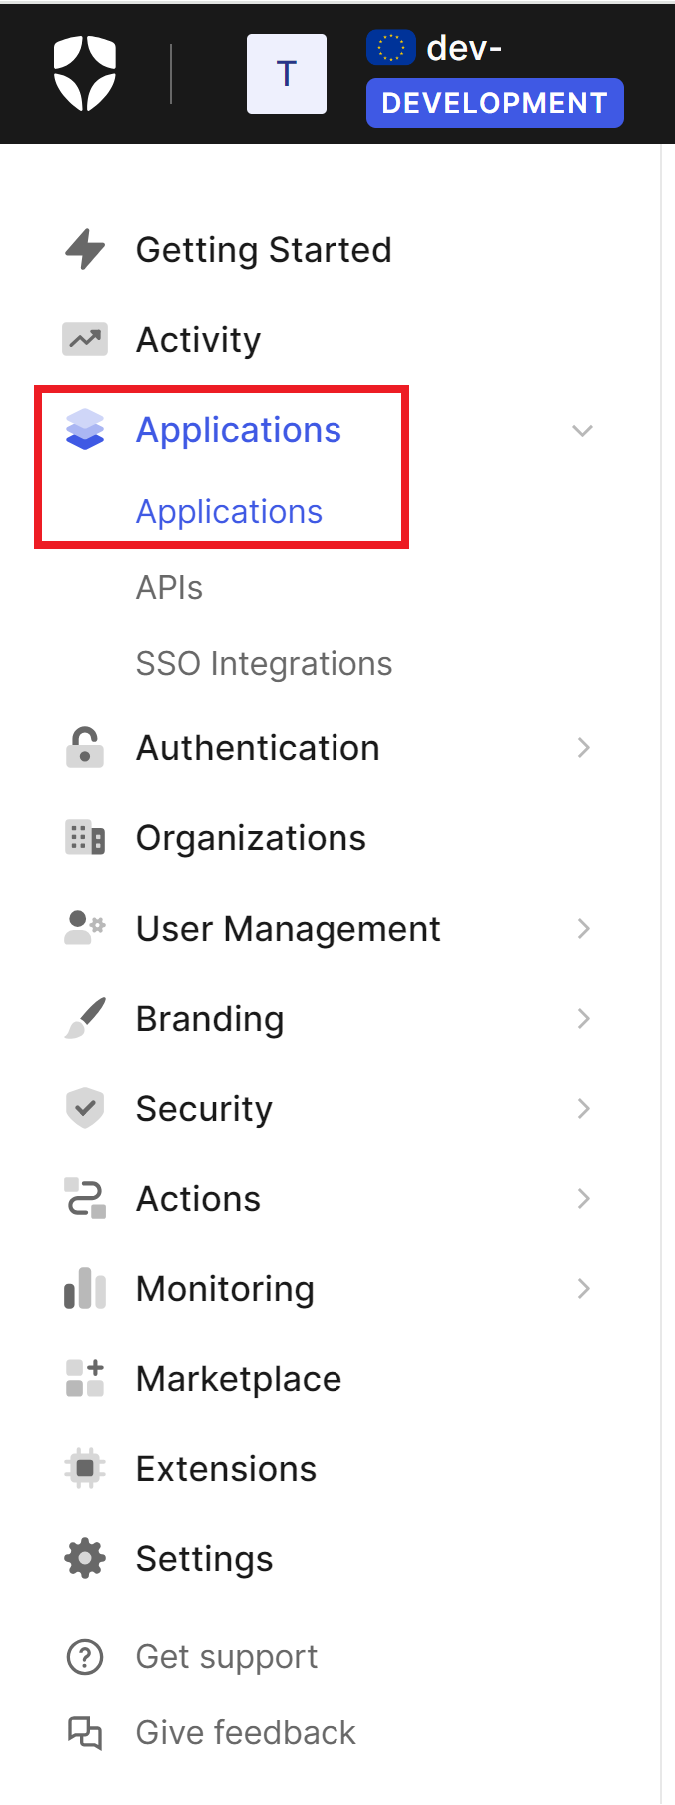 T
dev-
DEVELOPMENT
Getting Started
Activity
Applications
Applications
APIs
SSO Integrations
Authentication
Organizations
User Management
Branding
Security
Actions
Monitoring
Marketplace
Extensions
Settings
Get support
Give feedback